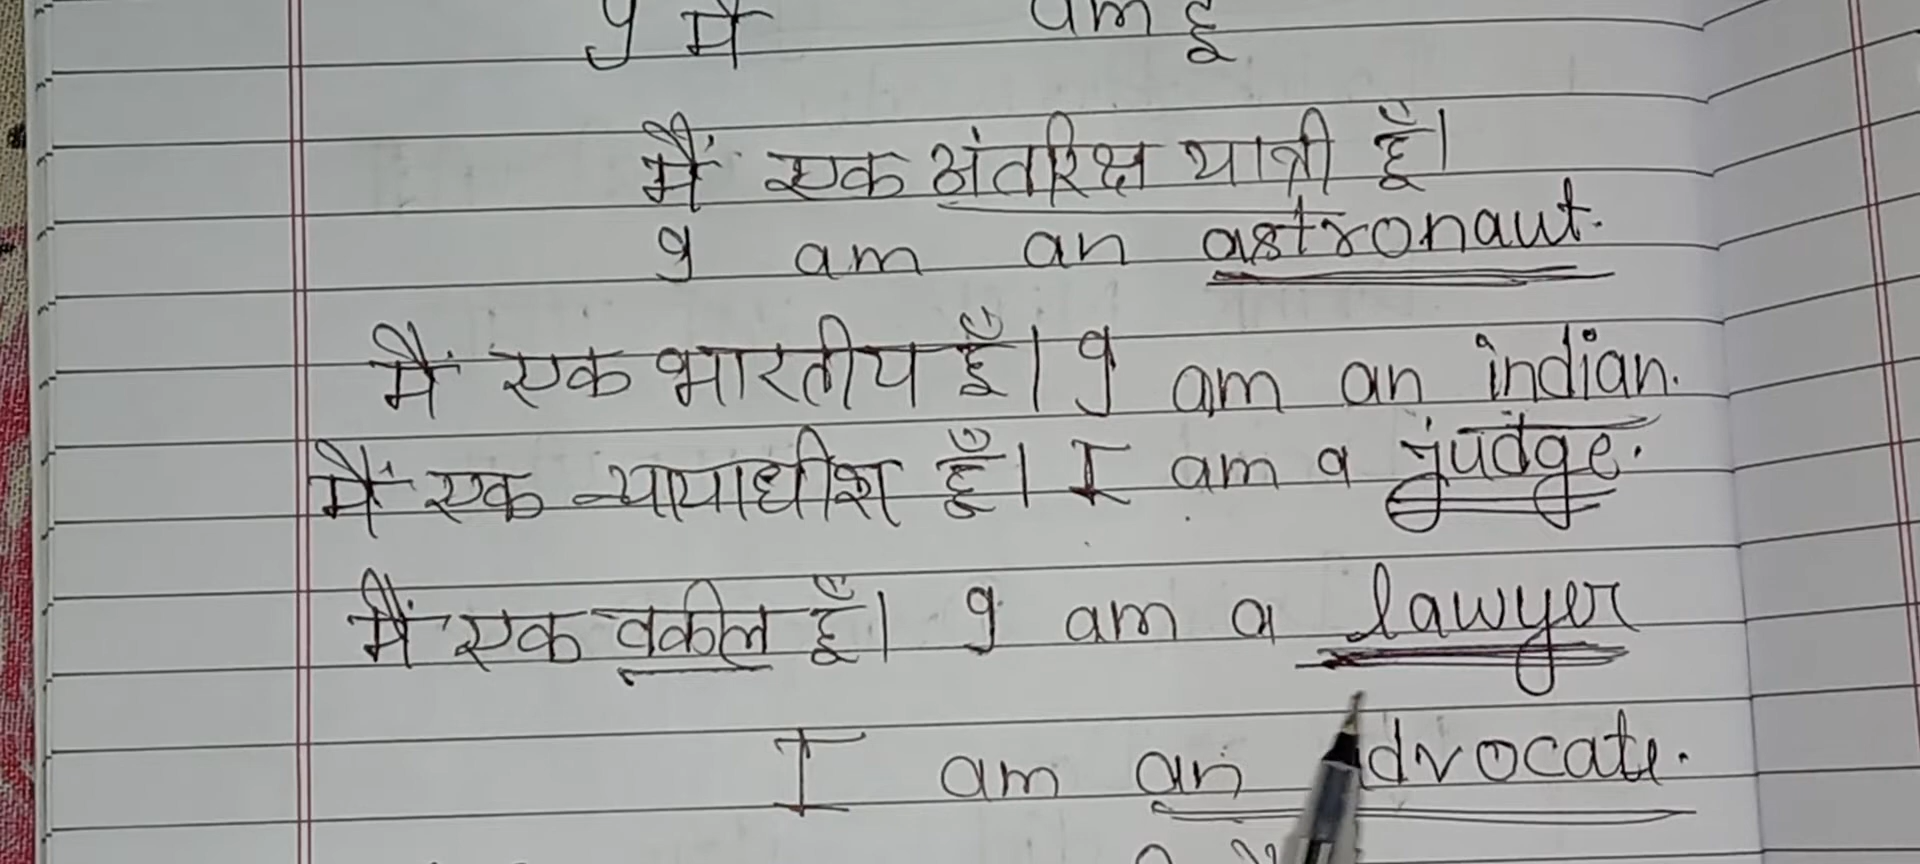 I मैं am हूँ
मैं एक अंतरिक्ष यात्री हूँ।
I am an astronaut.
मैं एक भारतीय हूँ। I am an indian.
मैं एक न्यायाधीश हूँ। I am a judge.
मैं एक वकील हूँ। I am a lawyer
I am an advocate.